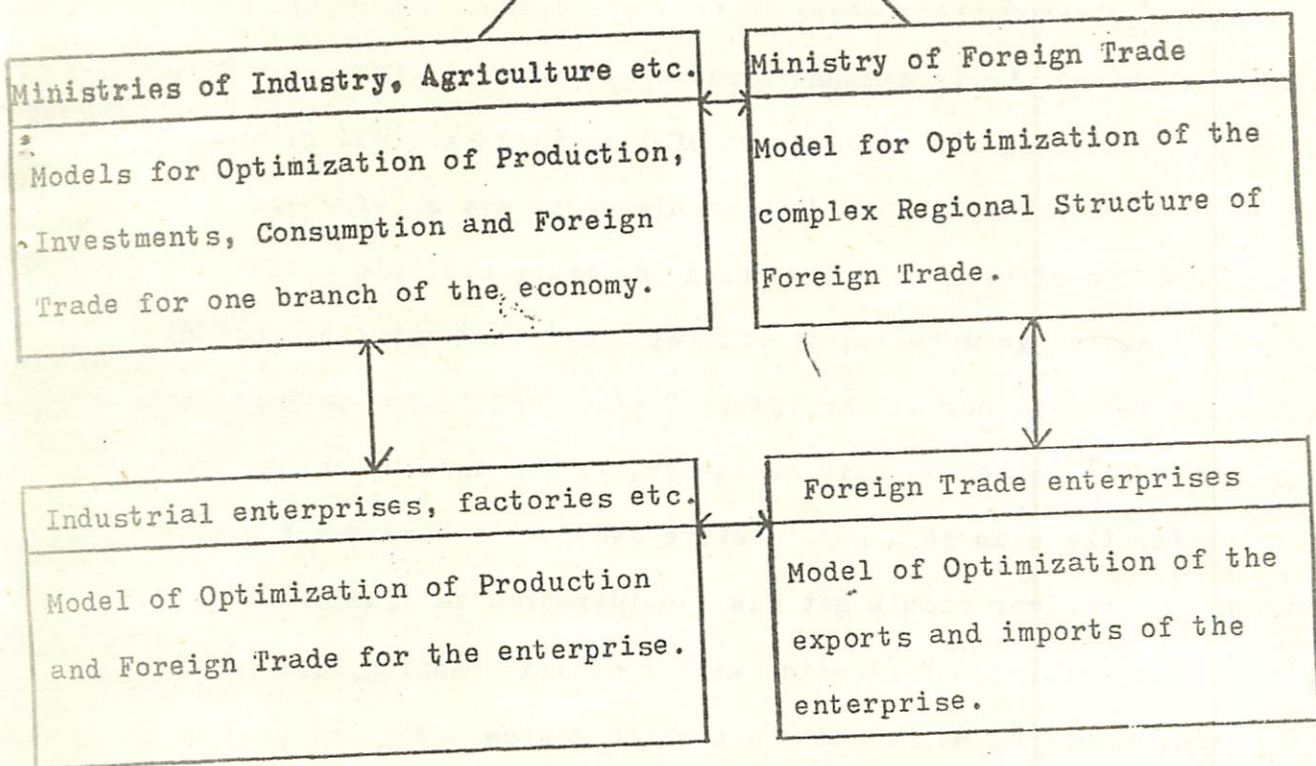 Ministries of Industry, Agriculture etc.
Models for Optimization of Production,
Investments, Consumption and Foreign
Trade for one branch of the economy.
Ministry of Foreign Trade
Model for Optimization of the
complex Regional Structure of
Foreign Trade.
Industrial enterprises, factories etc.
Model of Optimization of Production
and Foreign Trade for the enterprise.
Foreign Trade enterprises
Model of Optimization of the
exports and imports of the
enterprise.